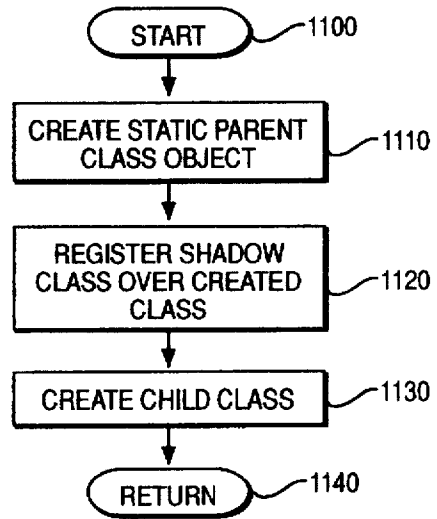 START
1100
CREATE STATIC PARENT
CLASS OBJECT
1110
REGISTER SHADOW
CLASS OVER CREATED
CLASS
1120
CREATE CHILD CLASS
1130
RETURN
1140